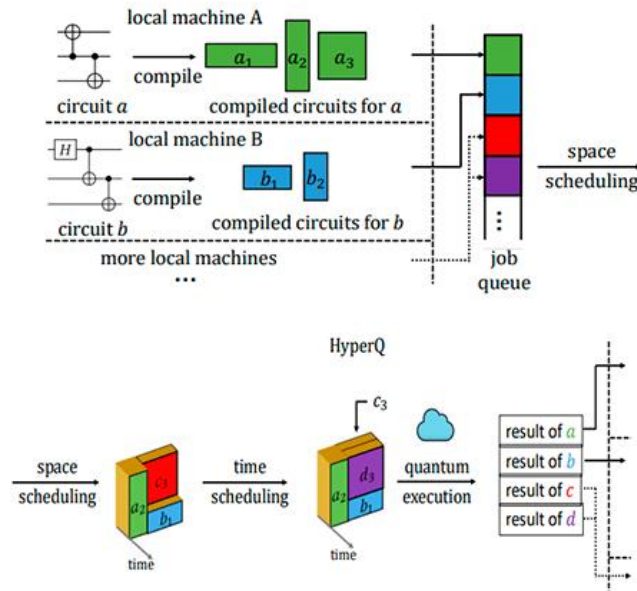 local machine A
compile
a1
a2
a3
circuit a
compiled circuits for a
local machine B
H
compile
b1
b2
circuit b
compiled circuits for b
more local machines
...
...
job
queue
space
scheduling
HyperQ
c3
space
scheduling
a2
c3
b1
time
time
scheduling
a2
d3
b1
time
quantum
execution
result of a
result of b
result of c
result of d